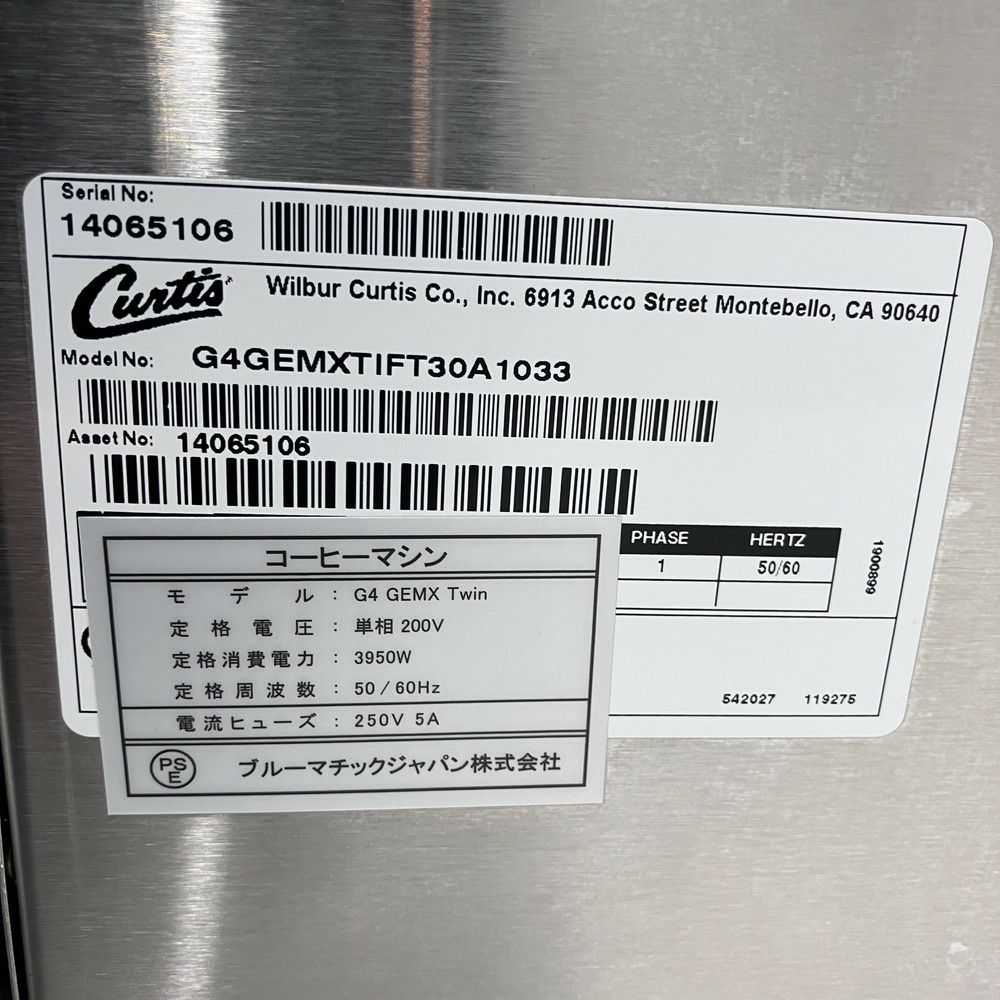 Serial No:
14065106
Curtis
Wilbur Curtis Co., Inc. 6913 Acco Street Montebello, CA 90640
Model No: G4GEMXTIFT30A1033
Asset No: 14065106
PHASE HERTZ
1 50/60
1900899
542027 119275
コーヒーマシン
モデル : G4 GEMX Twin
定格電圧 : 単相 200V
定格消費電力 : 3950W
定格周波数 : 50/60Hz
電流ヒューズ : 250V 5A
PSE ブルーマチックジャパン株式会社